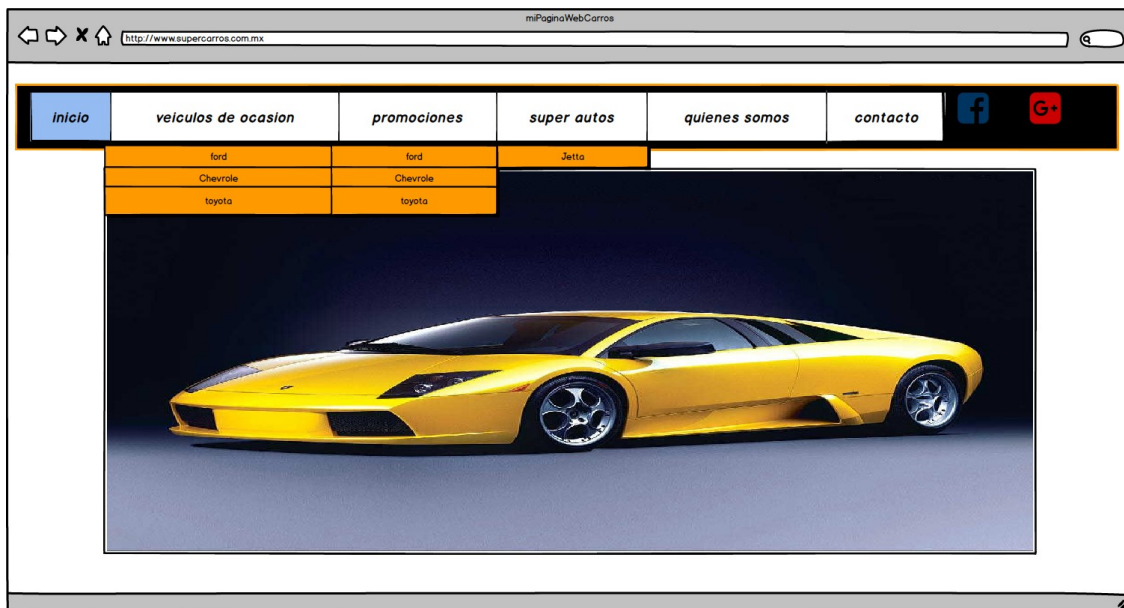 miPaginaWebCarros
http://www.supercarros.com.mx
inicio veiculos de ocasion promociones super autos quienes somos contacto f G+
ford ford Jetta
Chevrole Chevrole
toyota toyota